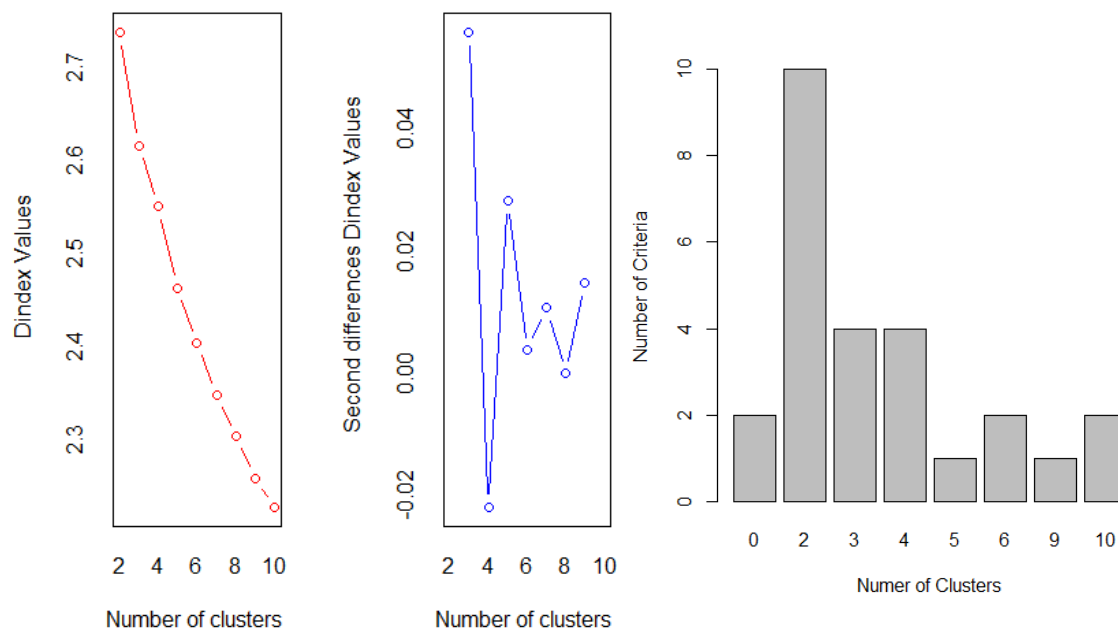 Dindex Values
2.7
2.6
2.5
2.4
2.3
2 4 6 8 10
Number of clusters
Second differences Dindex Values
0.04
0.02
0.00
-0.02
2 4 6 8 10
Number of clusters
Number of Criteria
10
8
6
4
2
0
0 2 3 4 5 6 9 10
Numer of Clusters